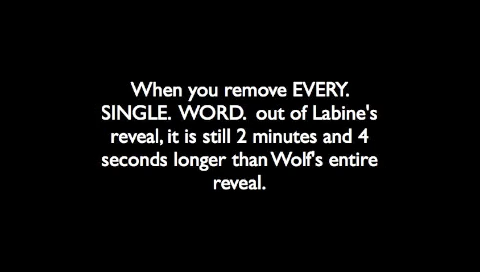 When you remove EVERY.
SINGLE.  WORD.  out of Labine's
reveal, it is still 2 minutes and 4
seconds longer than Wolf's entire
reveal.